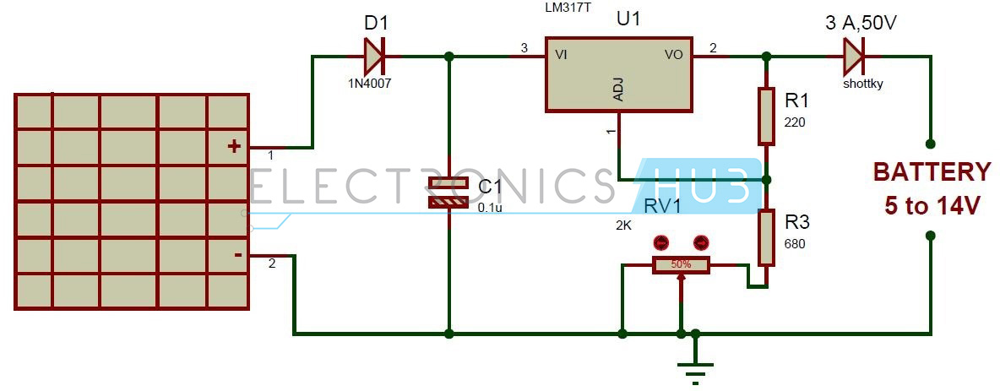 LM317T
U1
D1
3 A,50V
3
VI
VO
2
1N4007
ADJ
shottky
R1
220
+
1
1
ELECTRONICS HUB
C1
0.1u
BATTERY
5 to 14V
RV1
2K
R3
680
-
2
50%